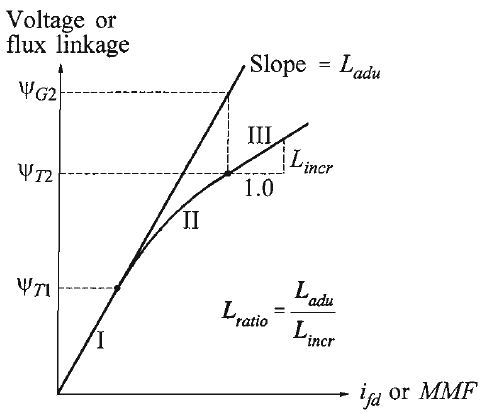 Voltage or
flux linkage
Slope = L_adu
Ψ_G2
III
Ψ_T2
L_incr
1.0
II
Ψ_T1
L_ratio = L_adu / L_incr
I
i_fd or MMF